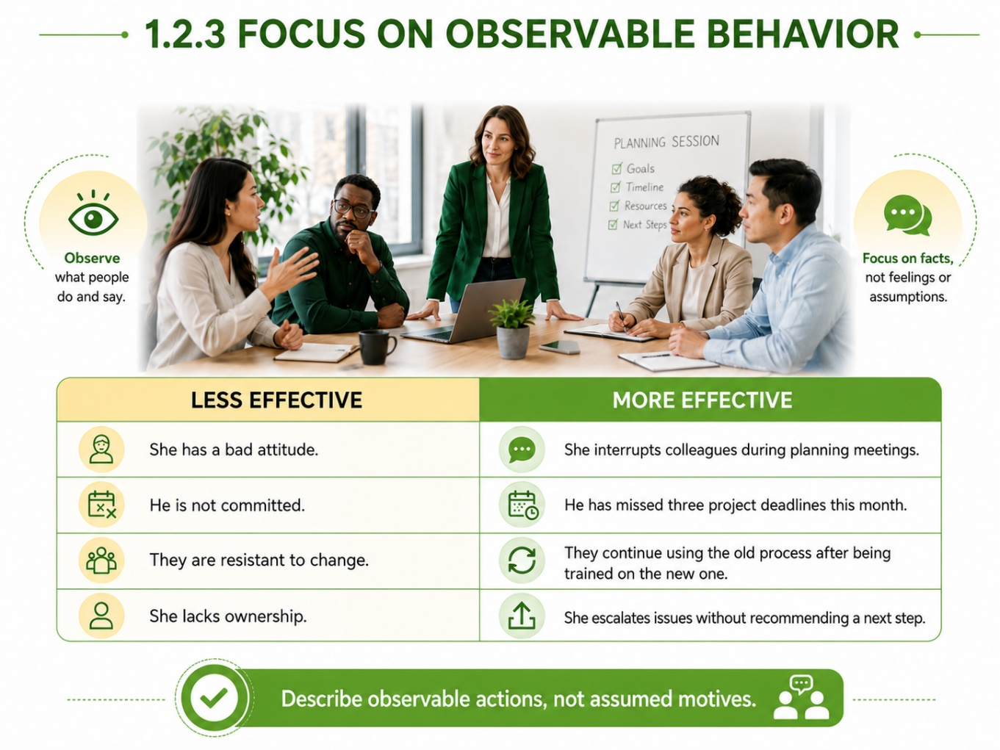 1.2.3 FOCUS ON OBSERVABLE BEHAVIOR
PLANNING SESSION
Goals
Timeline
Resources
Next Steps
Observe
what people
do and say.
Focus on facts,
not feelings or
assumptions.
LESS EFFECTIVE
MORE EFFECTIVE
She has a bad attitude.
She interrupts colleagues during planning meetings.
He is not committed.
He has missed three project deadlines this month.
They are resistant to change.
They continue using the old process after being
trained on the new one.
She lacks ownership.
She escalates issues without recommending a next step.
Describe observable actions, not assumed motives.